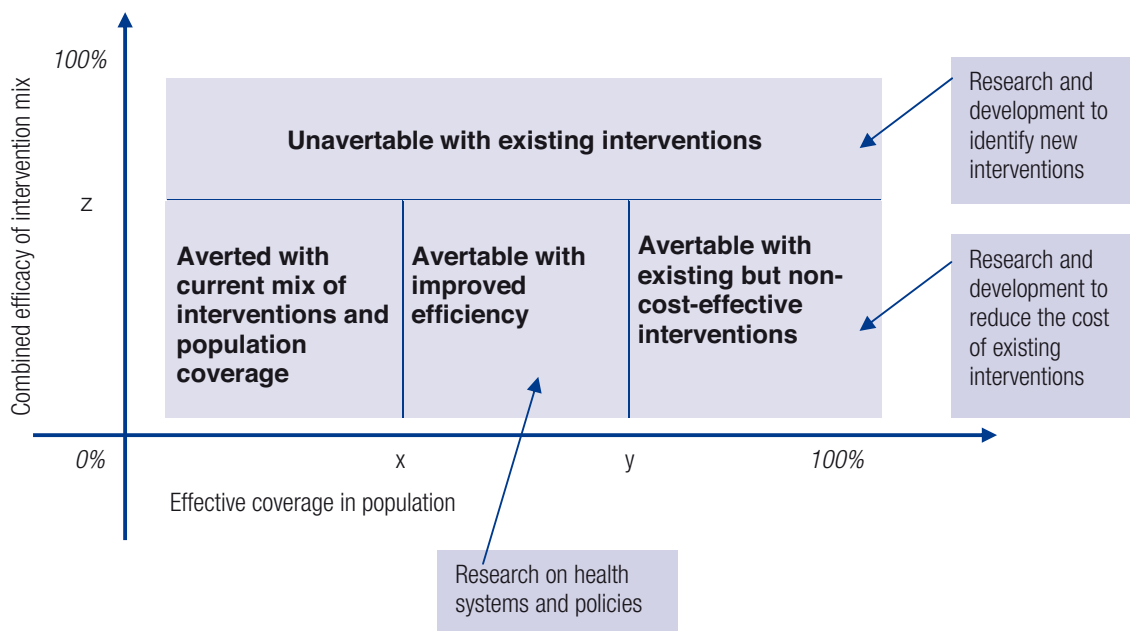 Combined efficacy of intervention mix
100%
z
Unavertable with existing interventions
Averted with
current mix of
interventions and
population
coverage
Avertable with
improved
efficiency
Avertable with
existing but non-
cost-effective
interventions
Research and
development to
identify new
interventions
Research and
development to
reduce the cost
of existing
interventions
0%
x
y
100%
Effective coverage in population
Research on health
systems and policies